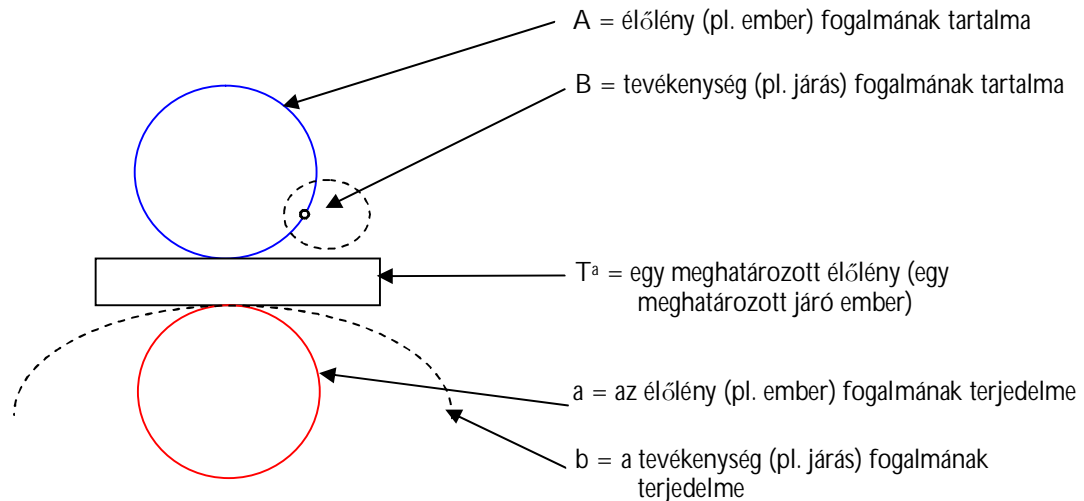 A = élőlény (pl. ember) fogalmának tartalma
B = tevékenység (pl. járás) fogalmának tartalma
Tª = egy meghatározott élőlény (egy
meghatározott járó ember)
a = az élőlény (pl. ember) fogalmának terjedelme
b = a tevékenység (pl. járás) fogalmának
terjedelme